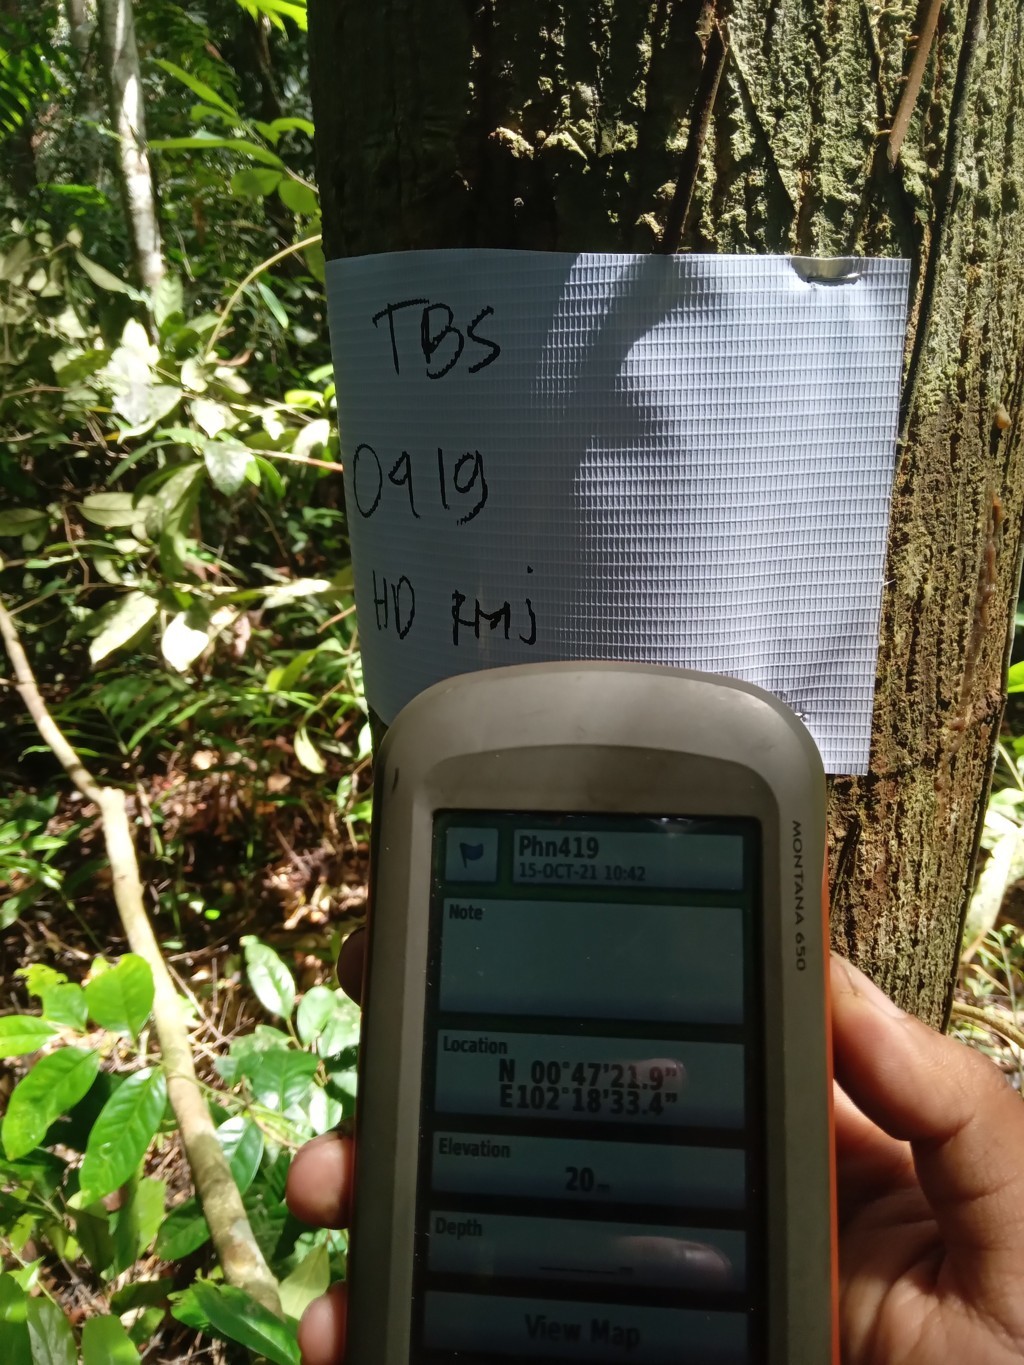 TBS
0419
HD RMj
MONTANA 650
Phn419
15-OCT-21 10:42
Note
Location
N 00°47'21.9"
E102°18'33.4"
Elevation
20m
Depth
View Map